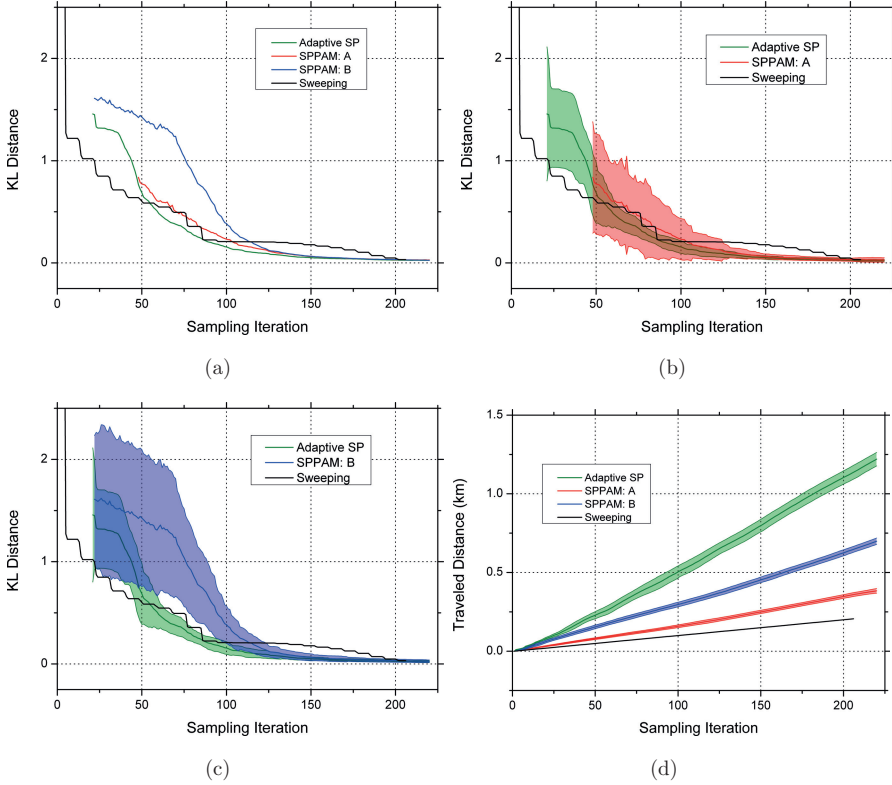 Adaptive SP
SPPAM: A
SPPAM: B
Sweeping
KL Distance
2
1
0
0 50 100 150 200
Sampling Iteration
(a)
Adaptive SP
SPPAM: A
Sweeping
KL Distance
2
1
0
0 50 100 150 200
Sampling Iteration
(b)
Adaptive SP
SPPAM: B
Sweeping
KL Distance
2
1
0
0 50 100 150 200
Sampling Iteration
(c)
1.5
1.0
0.5
0.0
Traveled Distance (km)
Adaptive SP
SPPAM: A
SPPAM: B
Sweeping
0 50 100 150 200
Sampling Iteration
(d)